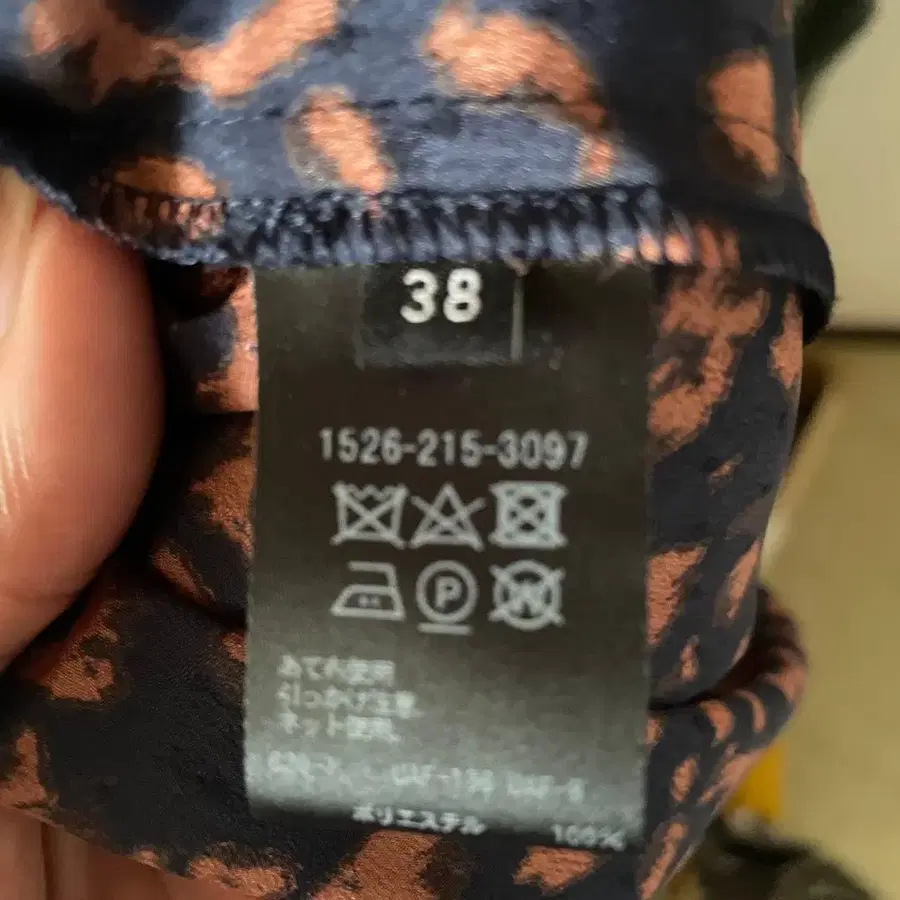 38
1526-215-3097
P
W
あて布使用
引っかけ注意
ネット使用
ポリエステル 100%